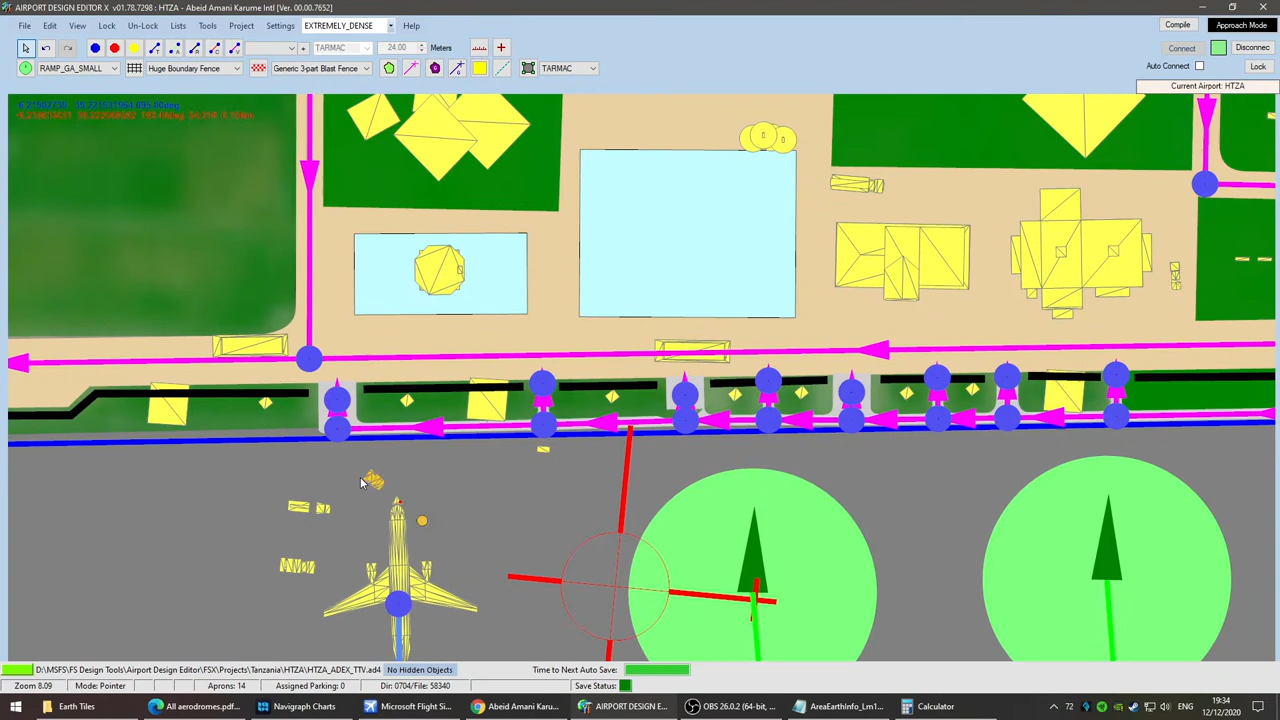 AIRPORT DESIGN EDITOR X v01.78.7298 : HTZA - Abeid Amani Karume Intl [Ver. 00.00.7652]
File Edit View Lock Un-Lock Lists Tools Project Settings EXTREMELY_DENSE Help
Compile Approach Mode
TARMAC 24.00 Meters
Connect Disconnec
RAMP_GA_SMALL Huge Boundary Fence Generic 3-part Blast Fence TARMAC
Auto Connect Lock
Current Airport: HTZA
D:\MSFS\FS Design Tools\Airport Design Editor\FSX\Projects\Tanzania\HTZA\HTZA_ADEX_TTV.ad4 No Hidden Objects Time to Next Auto Save:
Zoom 8.09 Mode: Pointer Aprons: 14 Assigned Parking: 0 Dir: 0704/File 58340 Save Status:
Earth Tiles All aerodromes.pdf... Navigraph Charts Microsoft Flight Si... Abeid Amani Karu... AIRPORT DESIGN E... OBS 26.0.2 (64-bit, ... AreaEarthInfo_Lm1... Calculator 72 ENG
19:34
12/12/2020